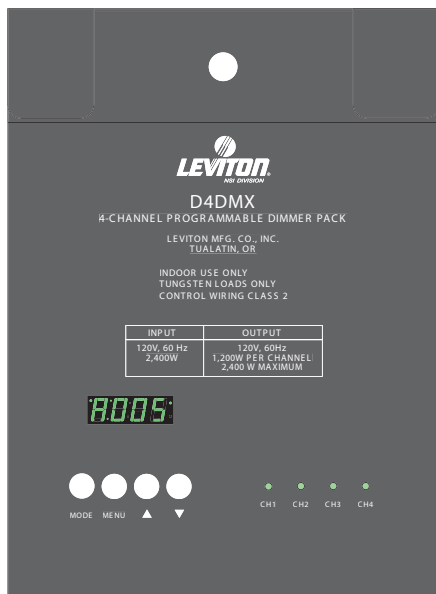 LEVITON®
NSI DIVISION
D4DMX
4-CHANNEL PROGRAMMABLE DIMMER PACK
LEVITON MFG. CO., INC.
TUALATIN, OR
INDOOR USE ONLY
TUNGSTEN LOADS ONLY
CONTROL WIRING CLASS 2
INPUT OUTPUT
120V, 60 Hz 120V, 60Hz
2,400W 1,200W PER CHANNEL
2,400 W MAXIMUM
A.005
MODE MENU ▲ ▼
CH1 CH2 CH3 CH4